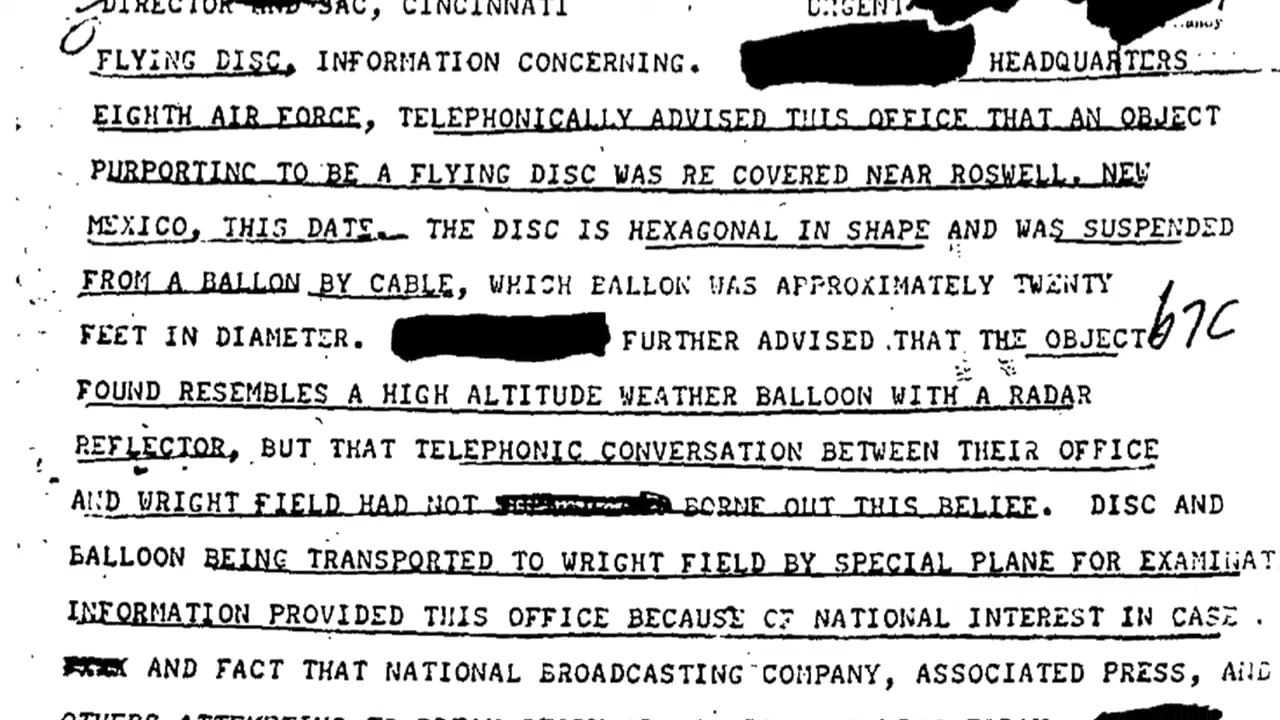 DIRECTOR AND SAC, CINCINNATI URGENT
FLYING DISC, INFORMATION CONCERNING. HEADQUARTERS
EIGHTH AIR FORCE, TELEPHONICALLY ADVISED THIS OFFICE THAT AN OBJECT
PURPORTING TO BE A FLYING DISC WAS RE COVERED NEAR ROSWELL, NEW
MEXICO, THIS DATE. THE DISC IS HEXAGONAL IN SHAPE AND WAS SUSPENDED
FROM A BALLON BY CABLE, WHICH BALLON WAS APPROXIMATELY TWENTY
FEET IN DIAMETER. FURTHER ADVISED THAT THE OBJECT b7C
FOUND RESEMBLES A HIGH ALTITUDE WEATHER BALLOON WITH A RADAR
REFLECTOR, BUT THAT TELEPHONIC CONVERSATION BETWEEN THEIR OFFICE
AND WRIGHT FIELD HAD NOT BORNE OUT THIS BELIEF. DISC AND
BALLOON BEING TRANSPORTED TO WRIGHT FIELD BY SPECIAL PLANE FOR EXAMINAT
INFORMATION PROVIDED THIS OFFICE BECAUSE OF NATIONAL INTEREST IN CASE .
AND FACT THAT NATIONAL BROADCASTING COMPANY, ASSOCIATED PRESS, AND
OTHERS ATTEMPTING TO